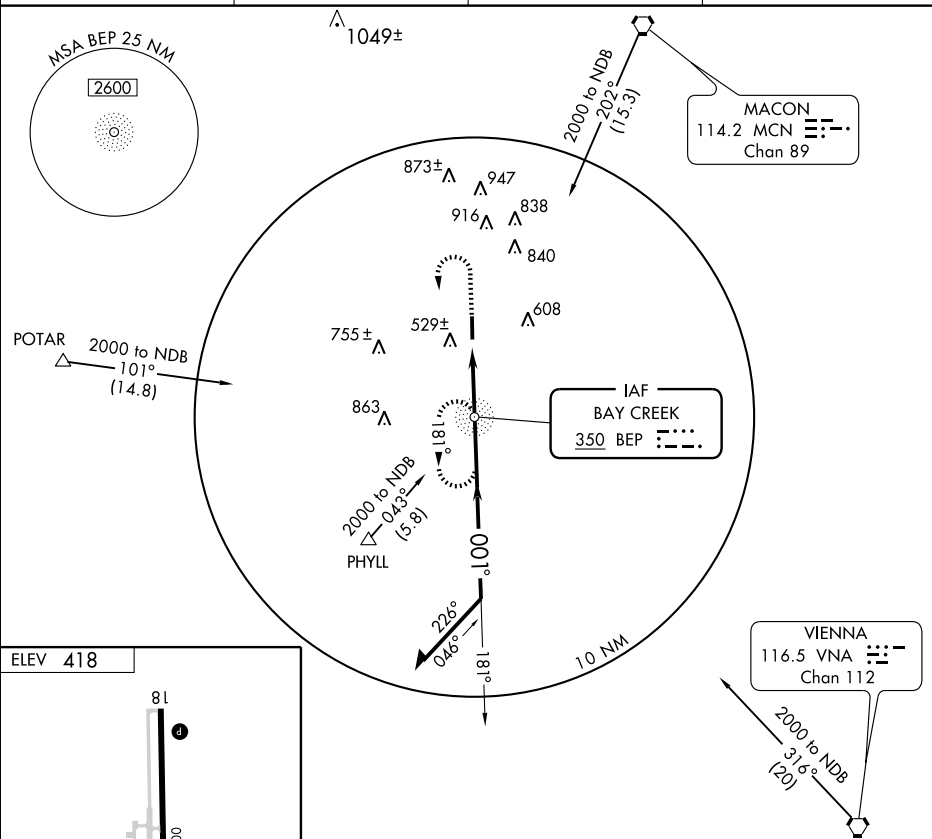 1049±
MSA BEP 25 NM
2600
2000 to NDB
202°
(15.3)
MACON
114.2 MCN
Chan 89
873±
947
916
838
840
608
529±
755±
POTAR
2000 to NDB
101°
(14.8)
863
IAF
BAY CREEK
350 BEP
181°
2000 to NDB
043°
(5.8)
PHYLL
001°
226°
046°
181°
10 NM
VIENNA
116.5 VNA
Chan 112
2000 to NDB
316°
(20)
ELEV 418
18
P
00